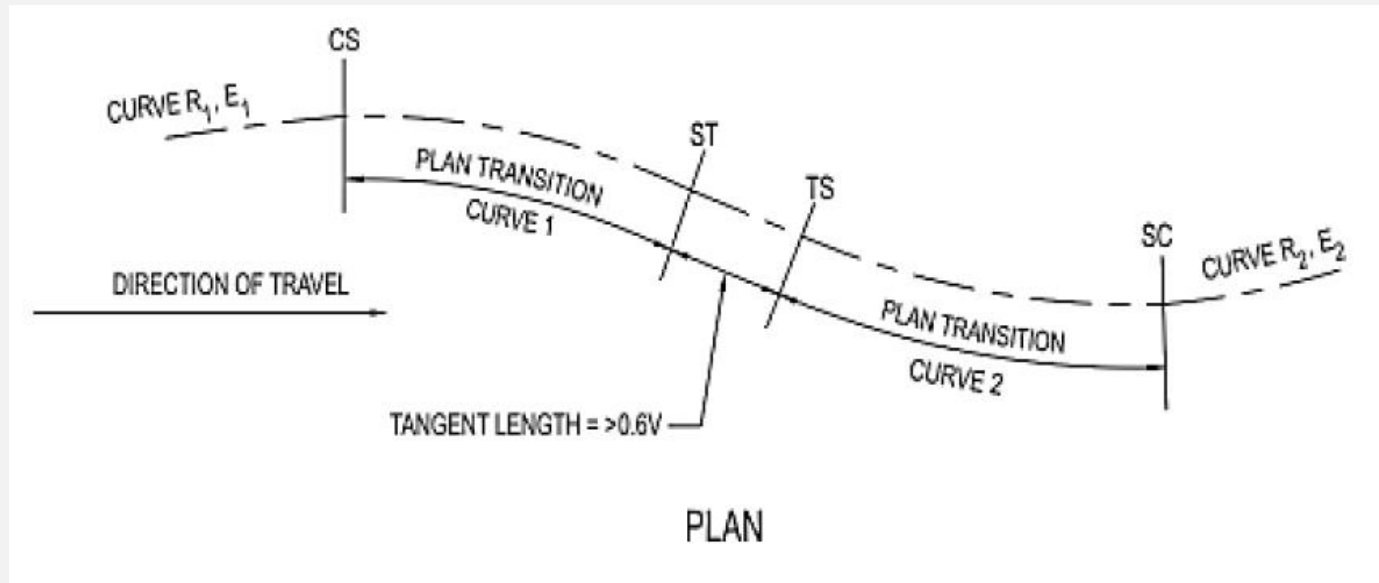 CS
CURVE R1, E1
ST
PLAN TRANSITION
CURVE 1
TS
SC
CURVE R2, E2
DIRECTION OF TRAVEL
PLAN TRANSITION
CURVE 2
TANGENT LENGTH = >0.6V
PLAN